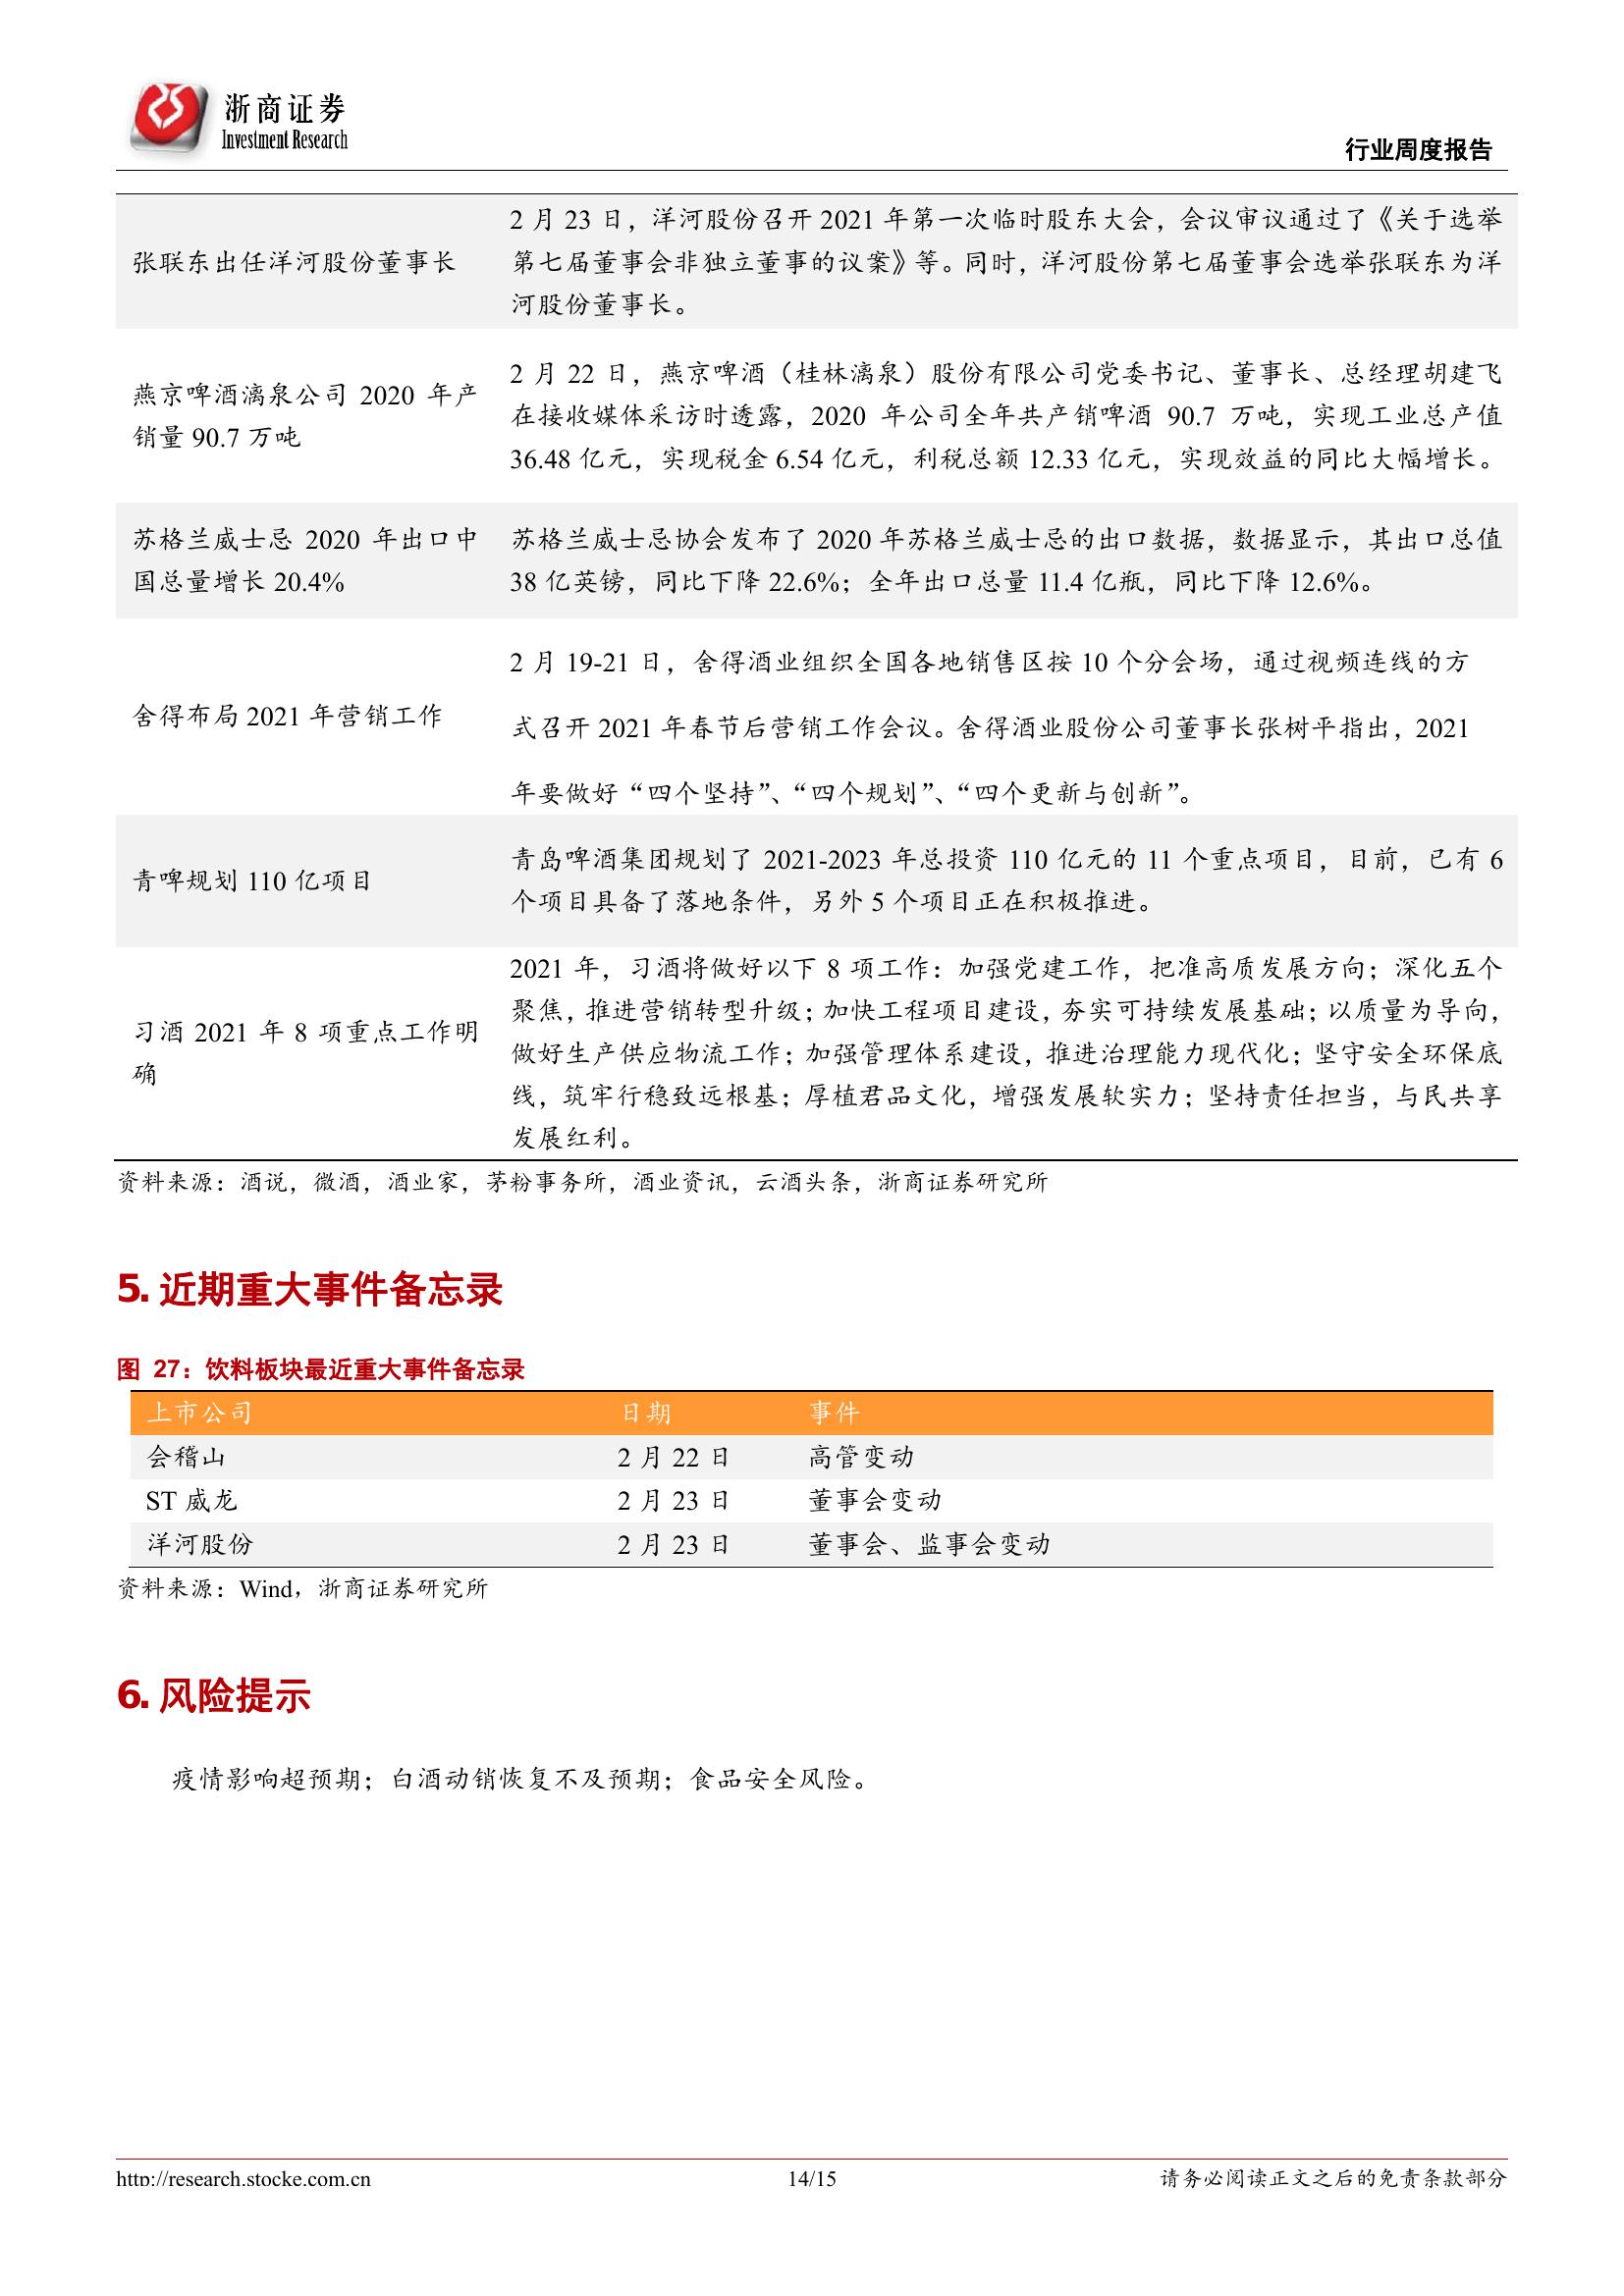 浙商证券
Investment Research
行业周度报告
张联东出任洋河股份董事长
2 月 23 日，洋河股份召开 2021 年第一次临时股东大会，会议审议通过了《关于选举
第七届董事会非独立董事的议案》等。同时，洋河股份第七届董事会选举张联东为洋
河股份董事长。
燕京啤酒漓泉公司 2020 年产
销量 90.7 万吨
2 月 22 日，燕京啤酒（桂林漓泉）股份有限公司党委书记、董事长、总经理胡建飞
在接收媒体采访时透露，2020 年公司全年共产销啤酒 90.7 万吨，实现工业总产值
36.48 亿元，实现税金 6.54 亿元，利税总额 12.33 亿元，实现效益的同比大幅增长。
苏格兰威士忌 2020 年出口中
国总量增长 20.4%
苏格兰威士忌协会发布了 2020 年苏格兰威士忌的出口数据，数据显示，其出口总值
38 亿英镑，同比下降 22.6%；全年出口总量 11.4 亿瓶，同比下降 12.6%。
舍得布局 2021 年营销工作
2 月 19-21 日，舍得酒业组织全国各地销售区按 10 个分会场，通过视频连线的方
式召开 2021 年春节后营销工作会议。舍得酒业股份公司董事长张树平指出，2021
年要做好“四个坚持”、“四个规划”、“四个更新与创新”。
青啤规划 110 亿项目
青岛啤酒集团规划了 2021-2023 年总投资 110 亿元的 11 个重点项目，目前，已有 6
个项目具备了落地条件，另外 5 个项目正在积极推进。
习酒 2021 年 8 项重点工作明
确
2021 年，习酒将做好以下 8 项工作：加强党建工作，把准高质发展方向；深化五个
聚焦，推进营销转型升级；加快工程项目建设，夯实可持续发展基础；以质量为导向，
做好生产供应物流工作；加强管理体系建设，推进治理能力现代化；坚守安全环保底
线，筑牢行稳致远根基；厚植君品文化，增强发展软实力；坚持责任担当，与民共享
发展红利。
资料来源：酒说，微酒，酒业家，茅粉事务所，酒业资讯，云酒头条，浙商证券研究所
5. 近期重大事件备忘录
图 27：饮料板块最近重大事件备忘录
上市公司 日期 事件
会稽山 2 月 22 日 高管变动
ST 威龙 2 月 23 日 董事会变动
洋河股份 2 月 23 日 董事会、监事会变动
资料来源：Wind，浙商证券研究所
6. 风险提示
疫情影响超预期；白酒动销恢复不及预期；食品安全风险。
http://research.stocke.com.cn 14/15 请务必阅读正文之后的免责条款部分